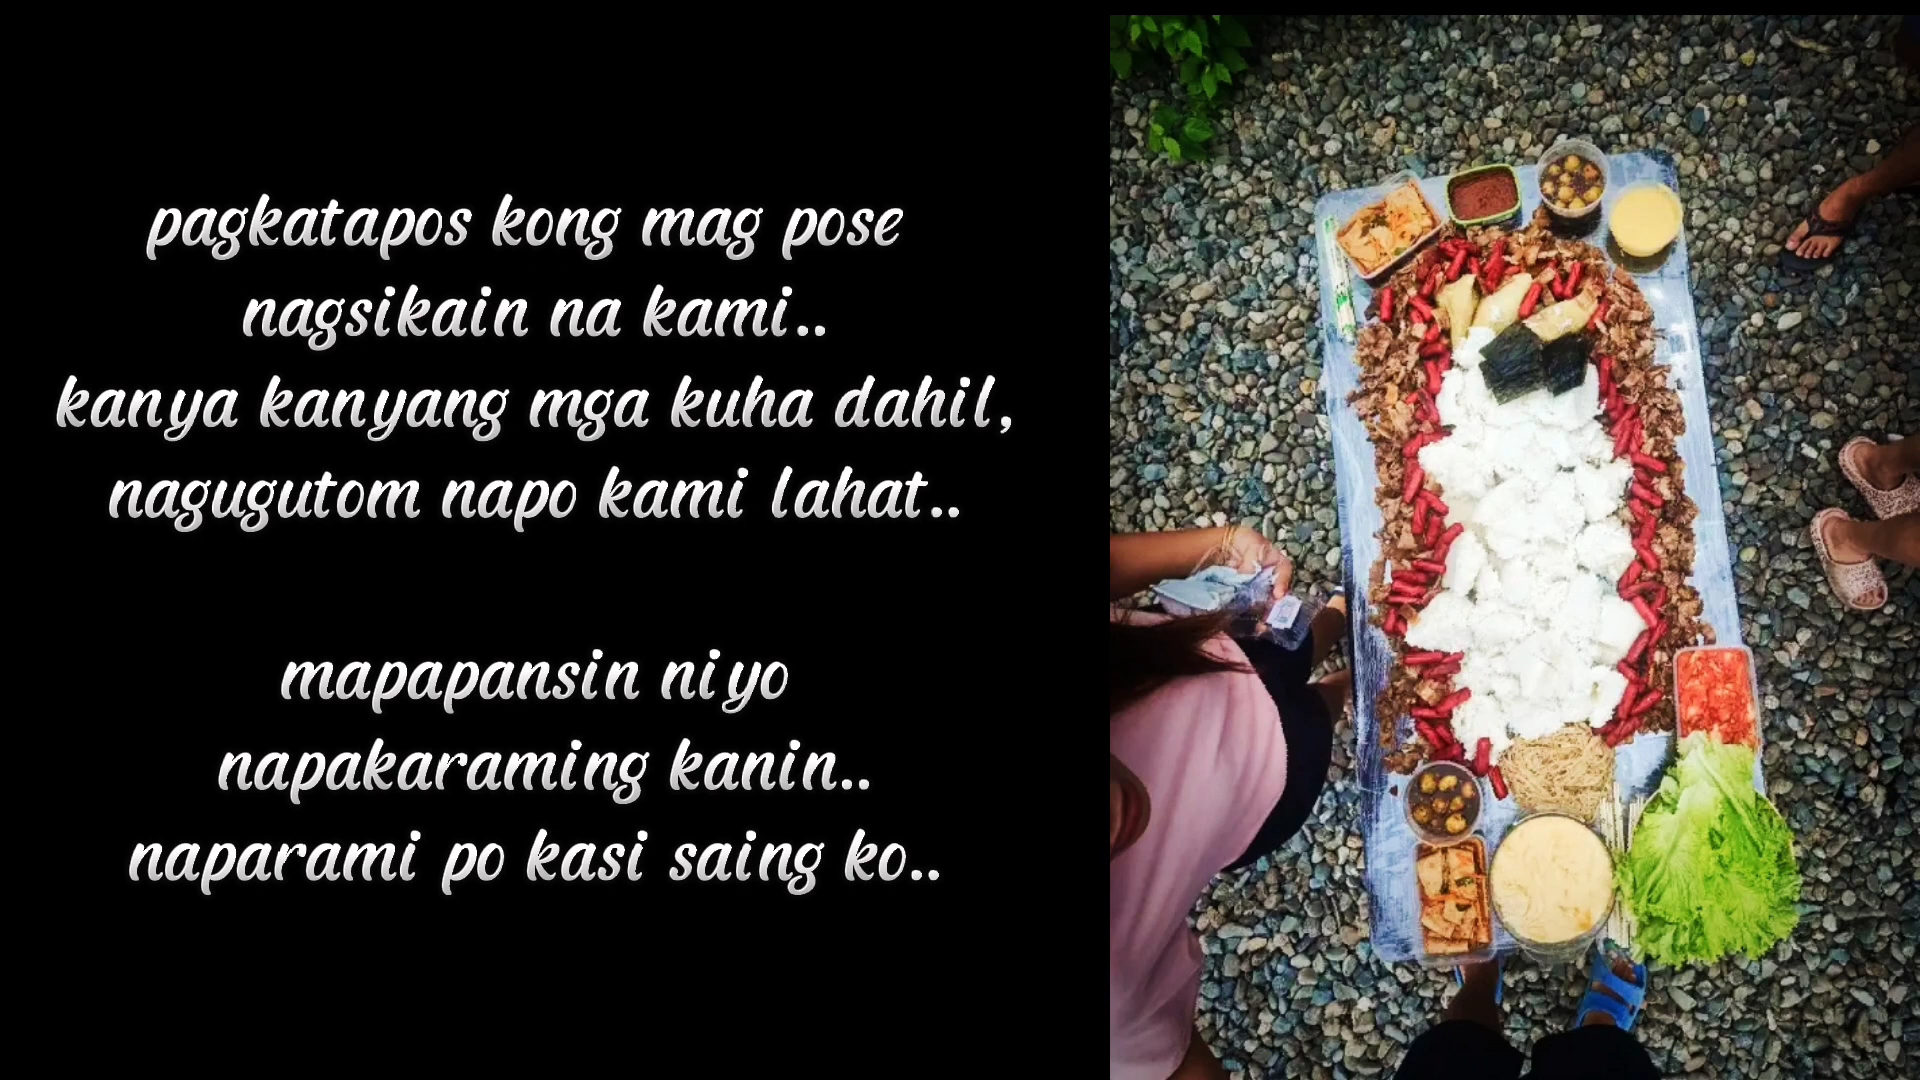 pagkatapos kong mag pose
nagsikain na kami..
kanya kanyang mga kuha dahil,
nagugutom napo kami lahat..
mapapansin niyo
napakaraming kanin..
naparami po kasi saing ko..